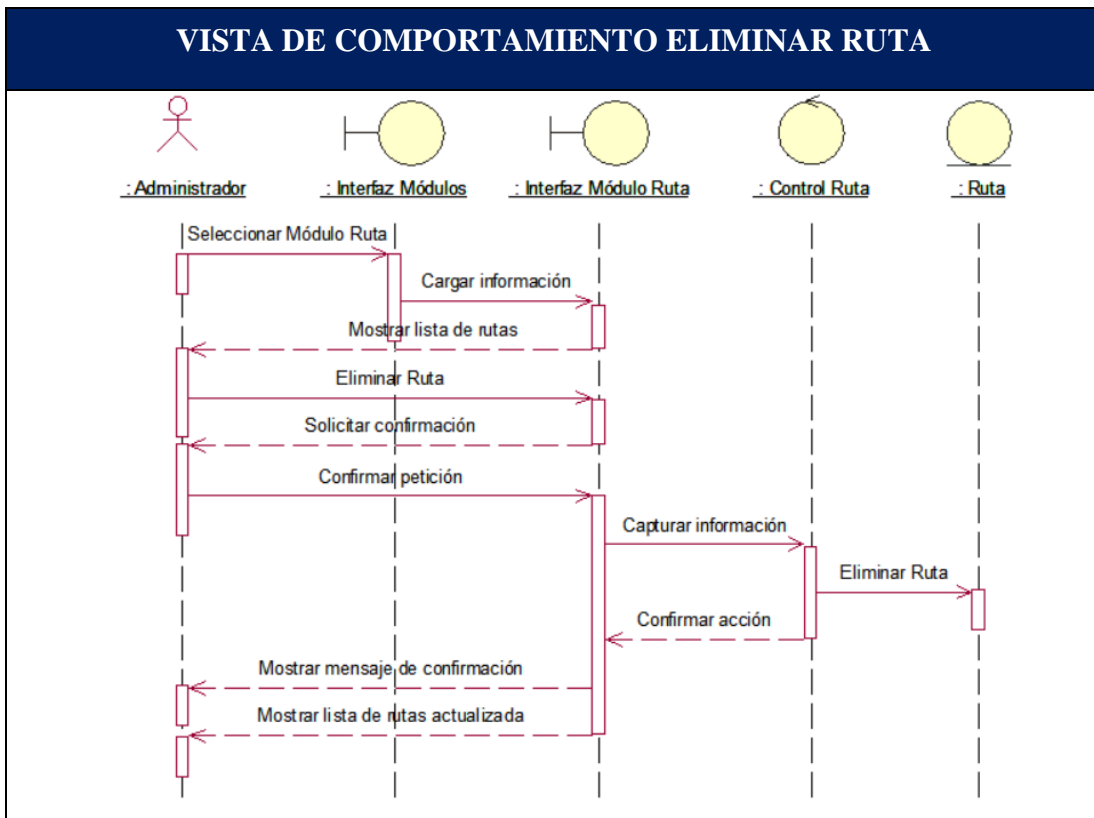 VISTA DE COMPORTAMIENTO ELIMINAR RUTA
: Administrador
: Interfaz Módulos
: Interfaz Módulo Ruta
: Control Ruta
: Ruta
Seleccionar Módulo Ruta
Cargar información
Mostrar lista de rutas
Eliminar Ruta
Solicitar confirmación
Confirmar petición
Capturar información
Eliminar Ruta
Confirmar acción
Mostrar mensaje de confirmación
Mostrar lista de rutas actualizada